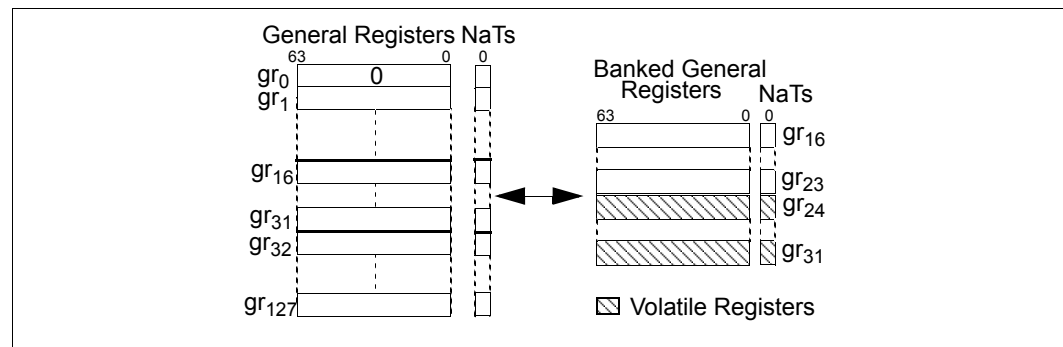 General Registers NaTs
63 0 0
gr0 0
gr1
gr16
gr31
gr32
gr127
Banked General
Registers
NaTs
63 0 0
gr16
gr23
gr24
gr31
Volatile Registers